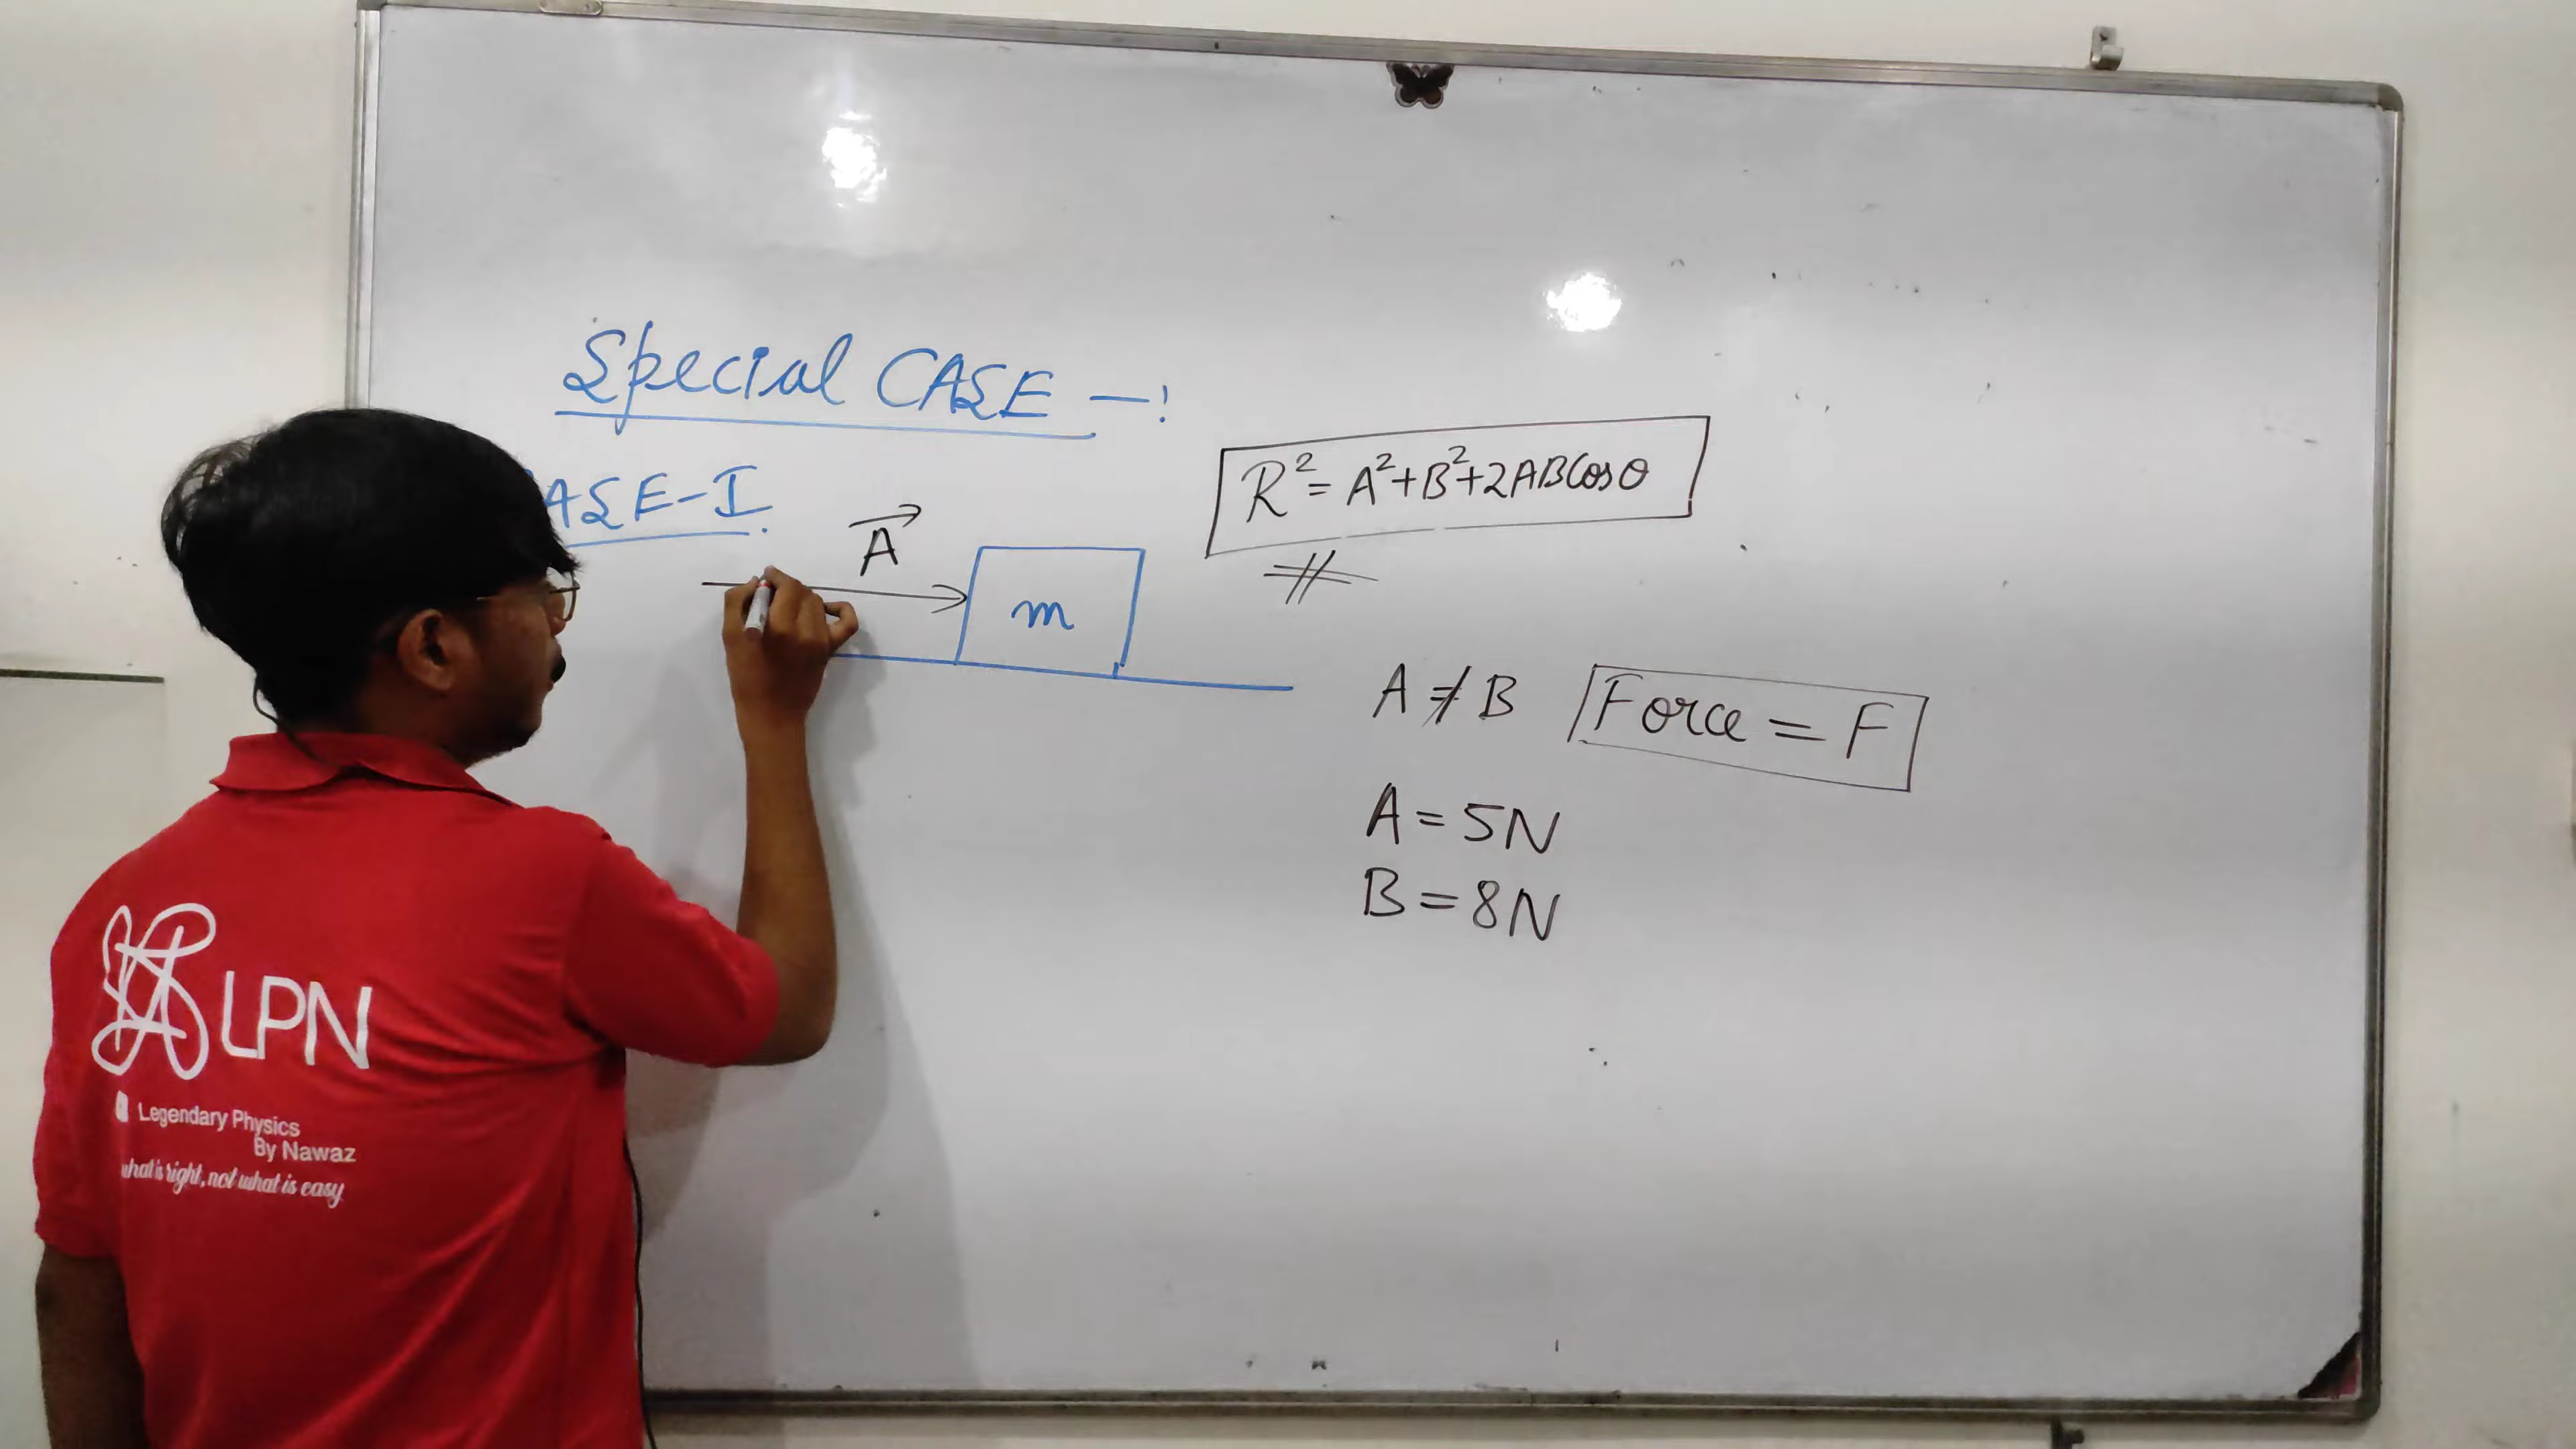 Special CASE -:
ASE-I
A
m
R² = A²+B²+2ABCosθ
A ≠ B
Force = F
A = 5N
B = 8N
LPN
Legendary Physics
By Nawaz
what is right, not what is easy